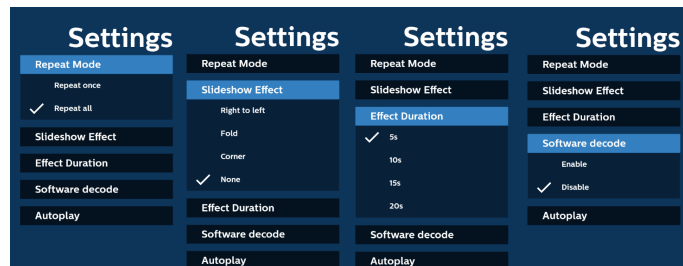 Settings
Repeat Mode
Repeat once
Repeat all
Slideshow Effect
Effect Duration
Software decode
Autoplay
Settings
Repeat Mode
Slideshow Effect
Right to left
Fold
Corner
None
Effect Duration
Software decode
Autoplay
Settings
Repeat Mode
Slideshow Effect
Effect Duration
5s
10s
15s
20s
Software decode
Autoplay
Settings
Repeat Mode
Slideshow Effect
Effect Duration
Software decode
Enable
Disable
Autoplay